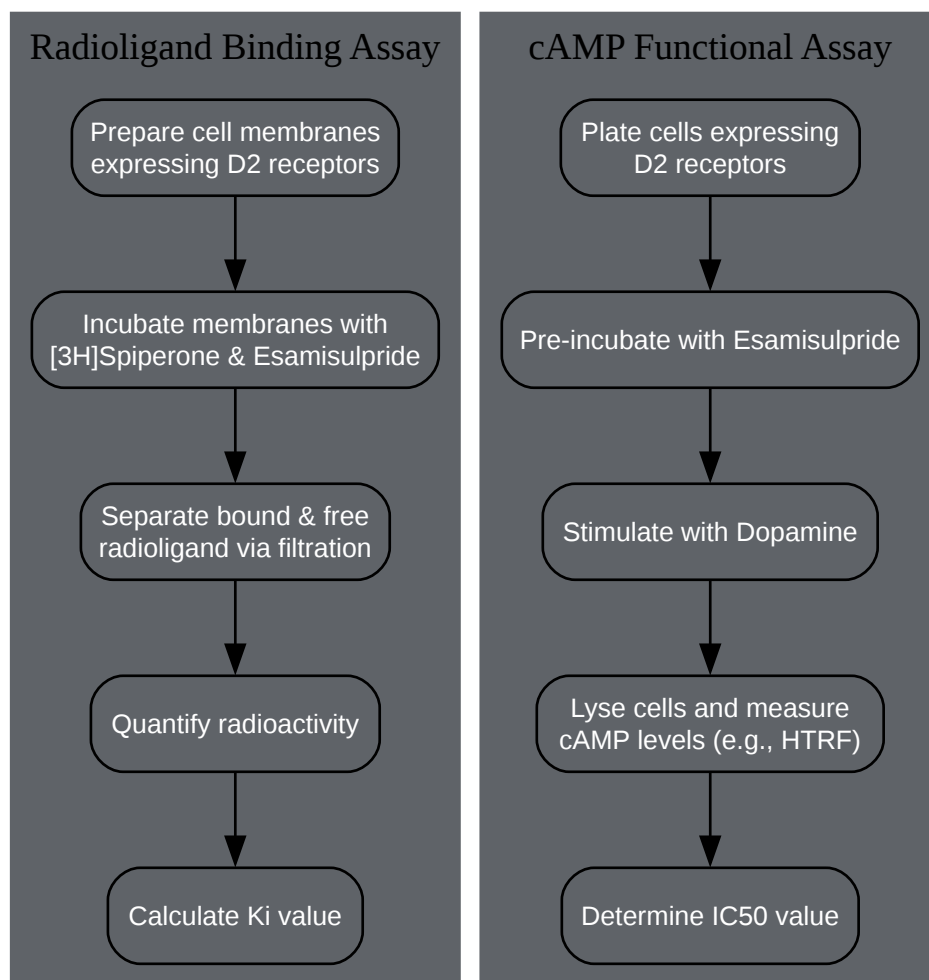 Radioligand Binding Assay
Prepare cell membranes
expressing D2 receptors
Incubate membranes with
[3H]Spiperone & Esamisulpride
Separate bound & free
radioligand via filtration
Quantify radioactivity
Calculate Ki value
cAMP Functional Assay
Plate cells expressing
D2 receptors
Pre-incubate with Esamisulpride
Stimulate with Dopamine
Lyse cells and measure
cAMP levels (e.g., HTRF)
Determine IC50 value